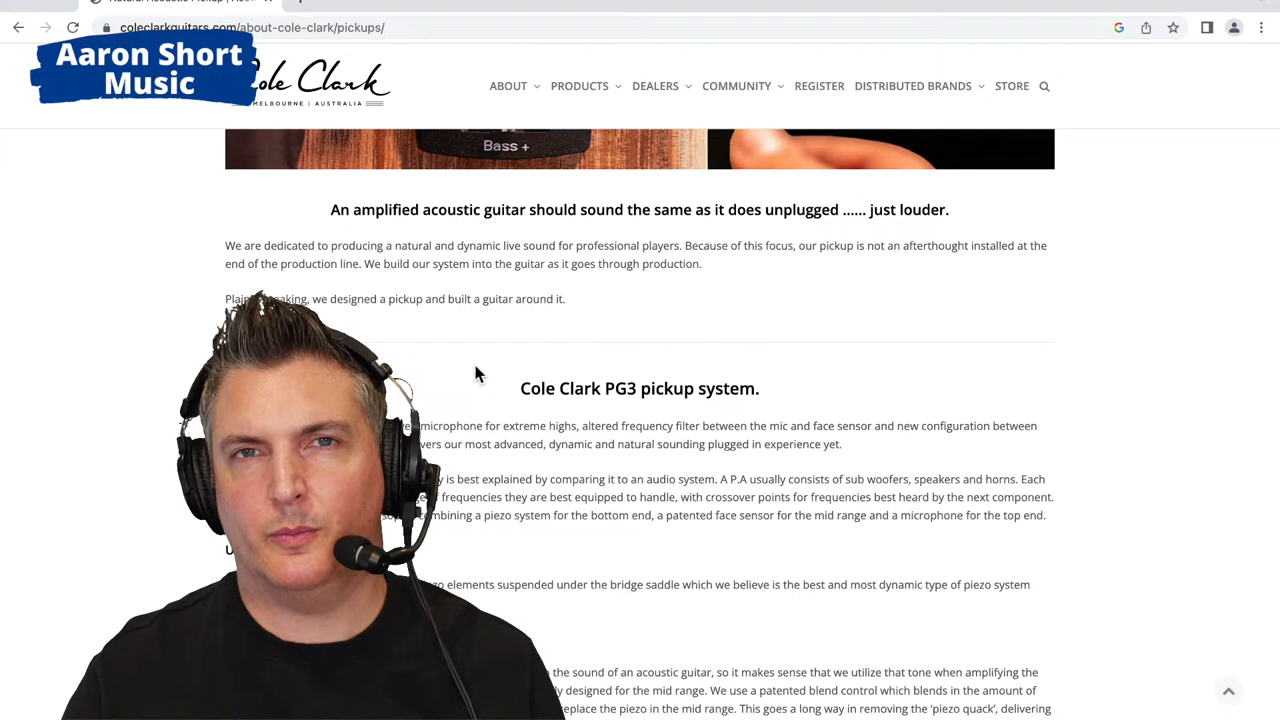 coleclarkguitars.com/about-cole-clark/pickups/
Aaron Short
Music
Cole Clark
MELBOURNE | AUSTRALIA
ABOUT PRODUCTS DEALERS COMMUNITY REGISTER DISTRIBUTED BRANDS STORE
Bass +
An amplified acoustic guitar should sound the same as it does unplugged ...... just louder.
We are dedicated to producing a natural and dynamic live sound for professional players. Because of this focus, our pickup is not an afterthought installed at the
end of the production line. We build our system into the guitar as it goes through production.
we designed a pickup and built a guitar around it.
Cole Clark PG3 pickup system.
microphone for extreme highs, altered frequency filter between the mic and face sensor and new configuration between
our most advanced, dynamic and natural sounding plugged in experience yet.
is best explained by comparing it to an audio system. A P.A usually consists of sub woofers, speakers and horns. Each
of frequencies they are best equipped to handle, with crossover points for frequencies best heard by the next component.
combining a piezo system for the bottom end, a patented face sensor for the mid range and a microphone for the top end.
elements suspended under the bridge saddle which we believe is the best and most dynamic type of piezo system
the sound of an acoustic guitar, so it makes sense that we utilize that tone when amplifying the
designed for the mid range. We use a patented blend control which blends in the amount of
replace the piezo in the mid range. This goes a long way in removing the ‘piezo quack’, delivering